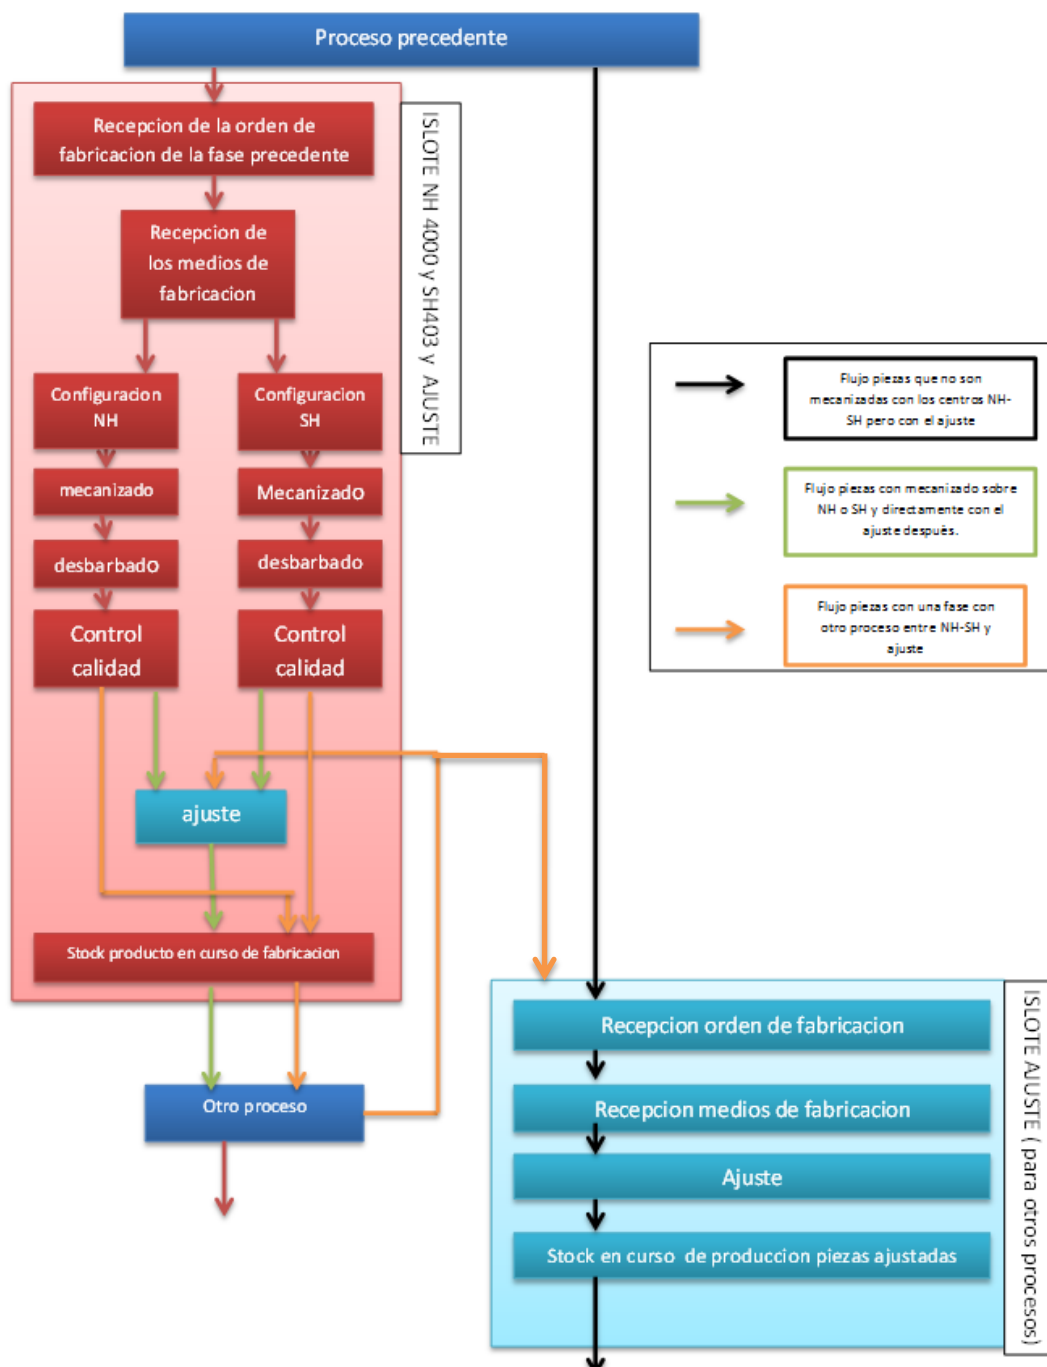 Proceso precedente
Recepcion de la orden de
fabricacion de la fase precedente
ISLOTE NH 4000 y SH403 y AJUSTE
Recepcion de
los medios de
fabricacion
Configuracion
NH
Configuracion
SH
mecanizado
Mecanizado
desbarbado
desbarbado
Control
calidad
Control
calidad
ajuste
Stock producto en curso de fabricacion
Otro proceso
Flujo piezas que no son
mecanizadas con los centros NH-
SH pero con el ajuste
Flujo piezas con mecanizado sobre
NH o SH y directamente con el
ajuste después.
Flujo piezas con una fase con
otro proceso entre NH-SH y
ajuste
Recepcion orden de fabricacion
Recepcion medios de fabricacion
Ajuste
Stock en curso de produccion piezas ajustadas
ISLOTE AJUSTE ( para otros procesos)